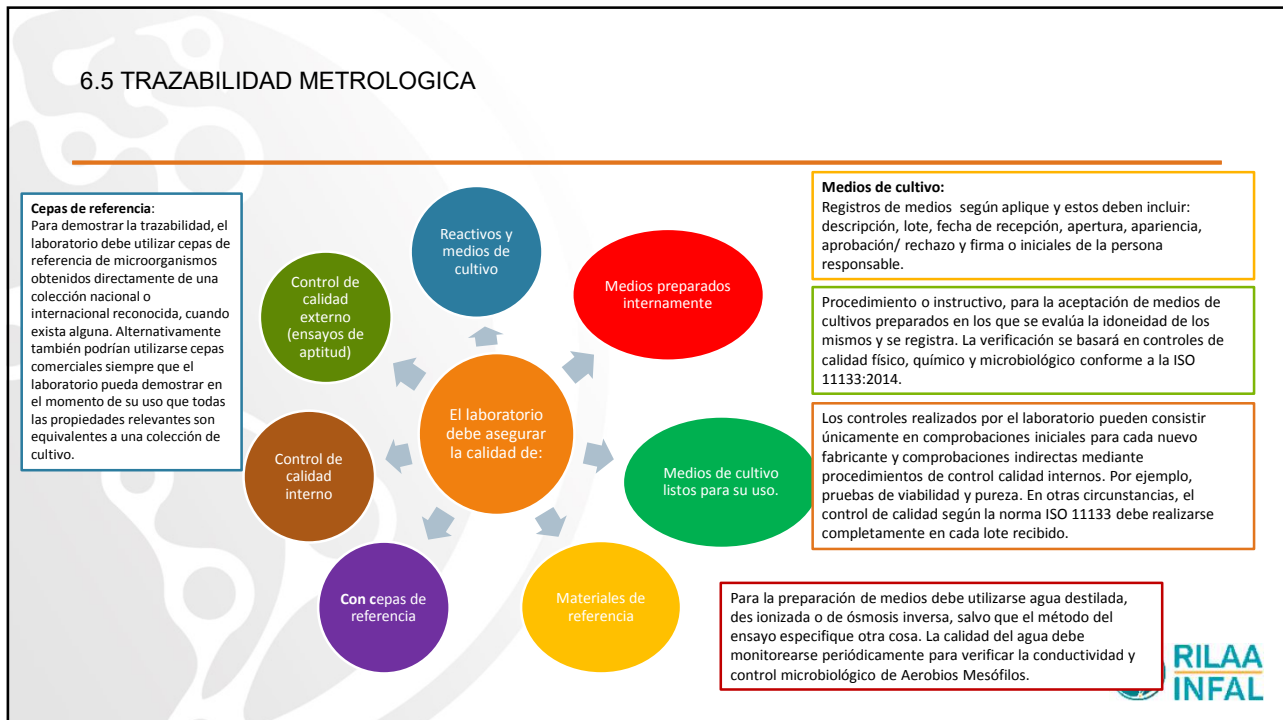 6.5 TRAZABILIDAD METROLOGICA
Cepas de referencia:
Para demostrar la trazabilidad, el
laboratorio debe utilizar cepas de
referencia de microorganismos
obtenidos directamente de una
colección nacional o
internacional reconocida, cuando
exista alguna. Alternativamente
también podrían utilizarse cepas
comerciales siempre que el
laboratorio pueda demostrar en
el momento de su uso que todas
las propiedades relevantes son
equivalentes a una colección de
cultivo.
Reactivos y
medios de
cultivo
Medios preparados
internamente
Medios de cultivo
listos para su uso.
Materiales de
referencia
Con cepas de
referencia
Control de
calidad
interno
Control de
calidad
externo
(ensayos de
aptitud)
El laboratorio
debe asegurar
la calidad de:
Medios de cultivo:
Registros de medios según aplique y estos deben incluir:
descripción, lote, fecha de recepción, apertura, apariencia,
aprobación/ rechazo y firma o iniciales de la persona
responsable.
Procedimiento o instructivo, para la aceptación de medios de
cultivos preparados en los que se evalúa la idoneidad de los
mismos y se registra. La verificación se basará en controles de
calidad físico, químico y microbiológico conforme a la ISO
11133:2014.
Los controles realizados por el laboratorio pueden consistir
únicamente en comprobaciones iniciales para cada nuevo
fabricante y comprobaciones indirectas mediante
procedimientos de control calidad internos. Por ejemplo,
pruebas de viabilidad y pureza. En otras circunstancias, el
control de calidad según la norma ISO 11133 debe realizarse
completamente en cada lote recibido.
Para la preparación de medios debe utilizarse agua destilada,
des ionizada o de ósmosis inversa, salvo que el método del
ensayo especifique otra cosa. La calidad del agua debe
monitorearse periódicamente para verificar la conductividad y
control microbiológico de Aerobios Mesófilos.
RILAA
INFAL